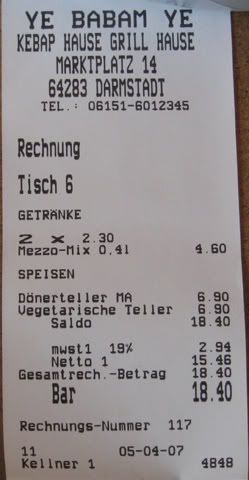 YE BABAM YE
KEBAP HAUSE GRILL HAUSE
MARKTPLATZ 14
64283 DARMSTADT
TEL.: 06151-6012345
Rechnung
Tisch 6
GETRÄNKE
2 x 2.30
Mezzo-Mix 0,4l 4.60
SPEISEN
Dönerteller MA 6.90
Vegetarische Teller 6.90
Saldo 18.40
mwst1 19% 2.94
Netto 1 15.46
Gesamtrech.-Betrag 18.40
Bar 18.40
Rechnungs-Nummer 117
11 05-04-07
Kellner 1 4848